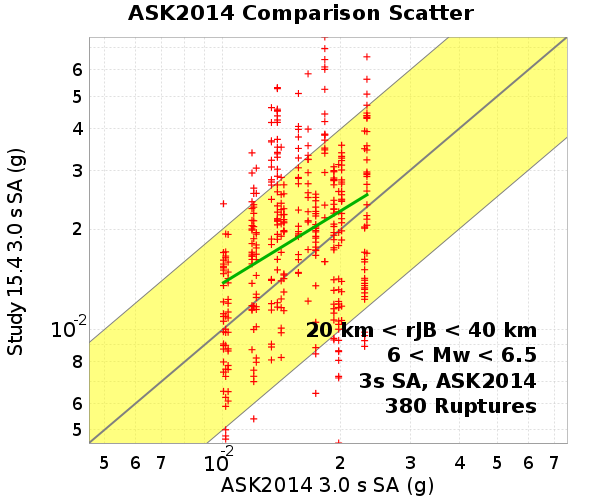 ASK2014 Comparison Scatter
Study 15.4 3.0 s SA (g)
6
5
4
3
2
10-2
8
6
5
20 km < rJB < 40 km
6 < Mw < 6.5
3s SA, ASK2014
380 Ruptures
5 6 7 10-2 2 3 4 5 6 7
ASK2014 3.0 s SA (g)